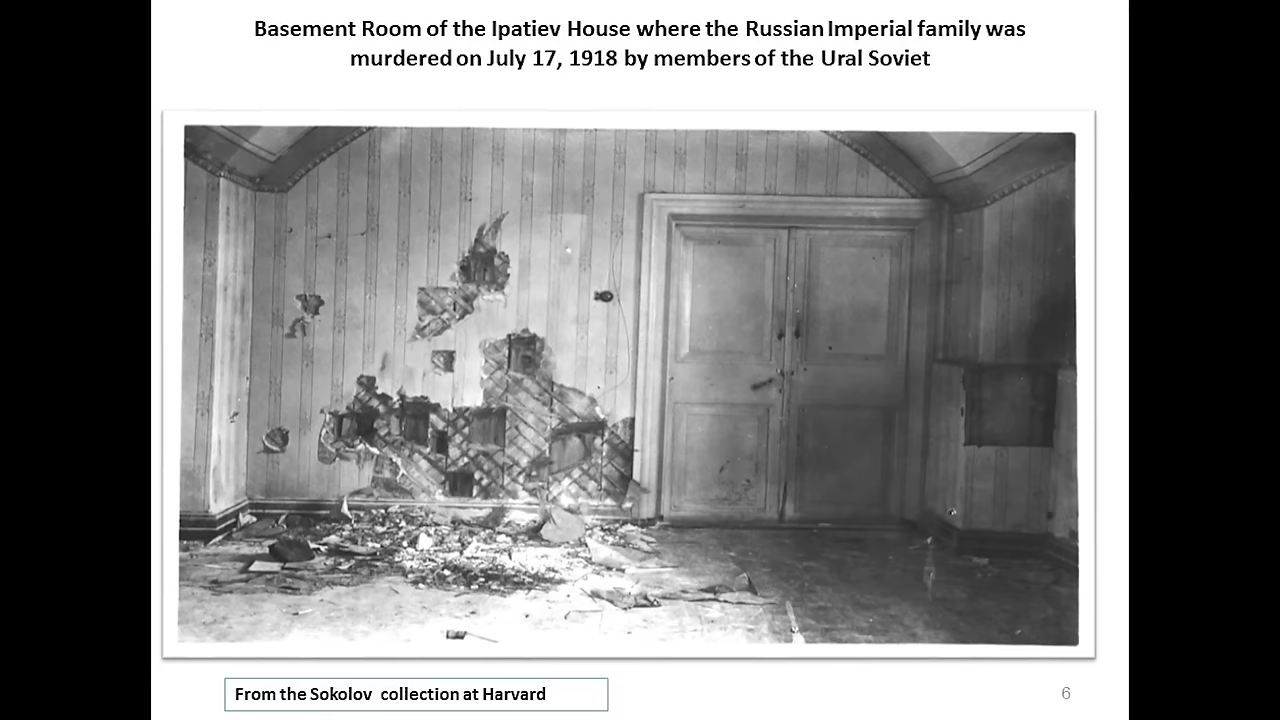 Basement Room of the Ipatiev House where the Russian Imperial family was
murdered on July 17, 1918 by members of the Ural Soviet
From the Sokolov collection at Harvard
6